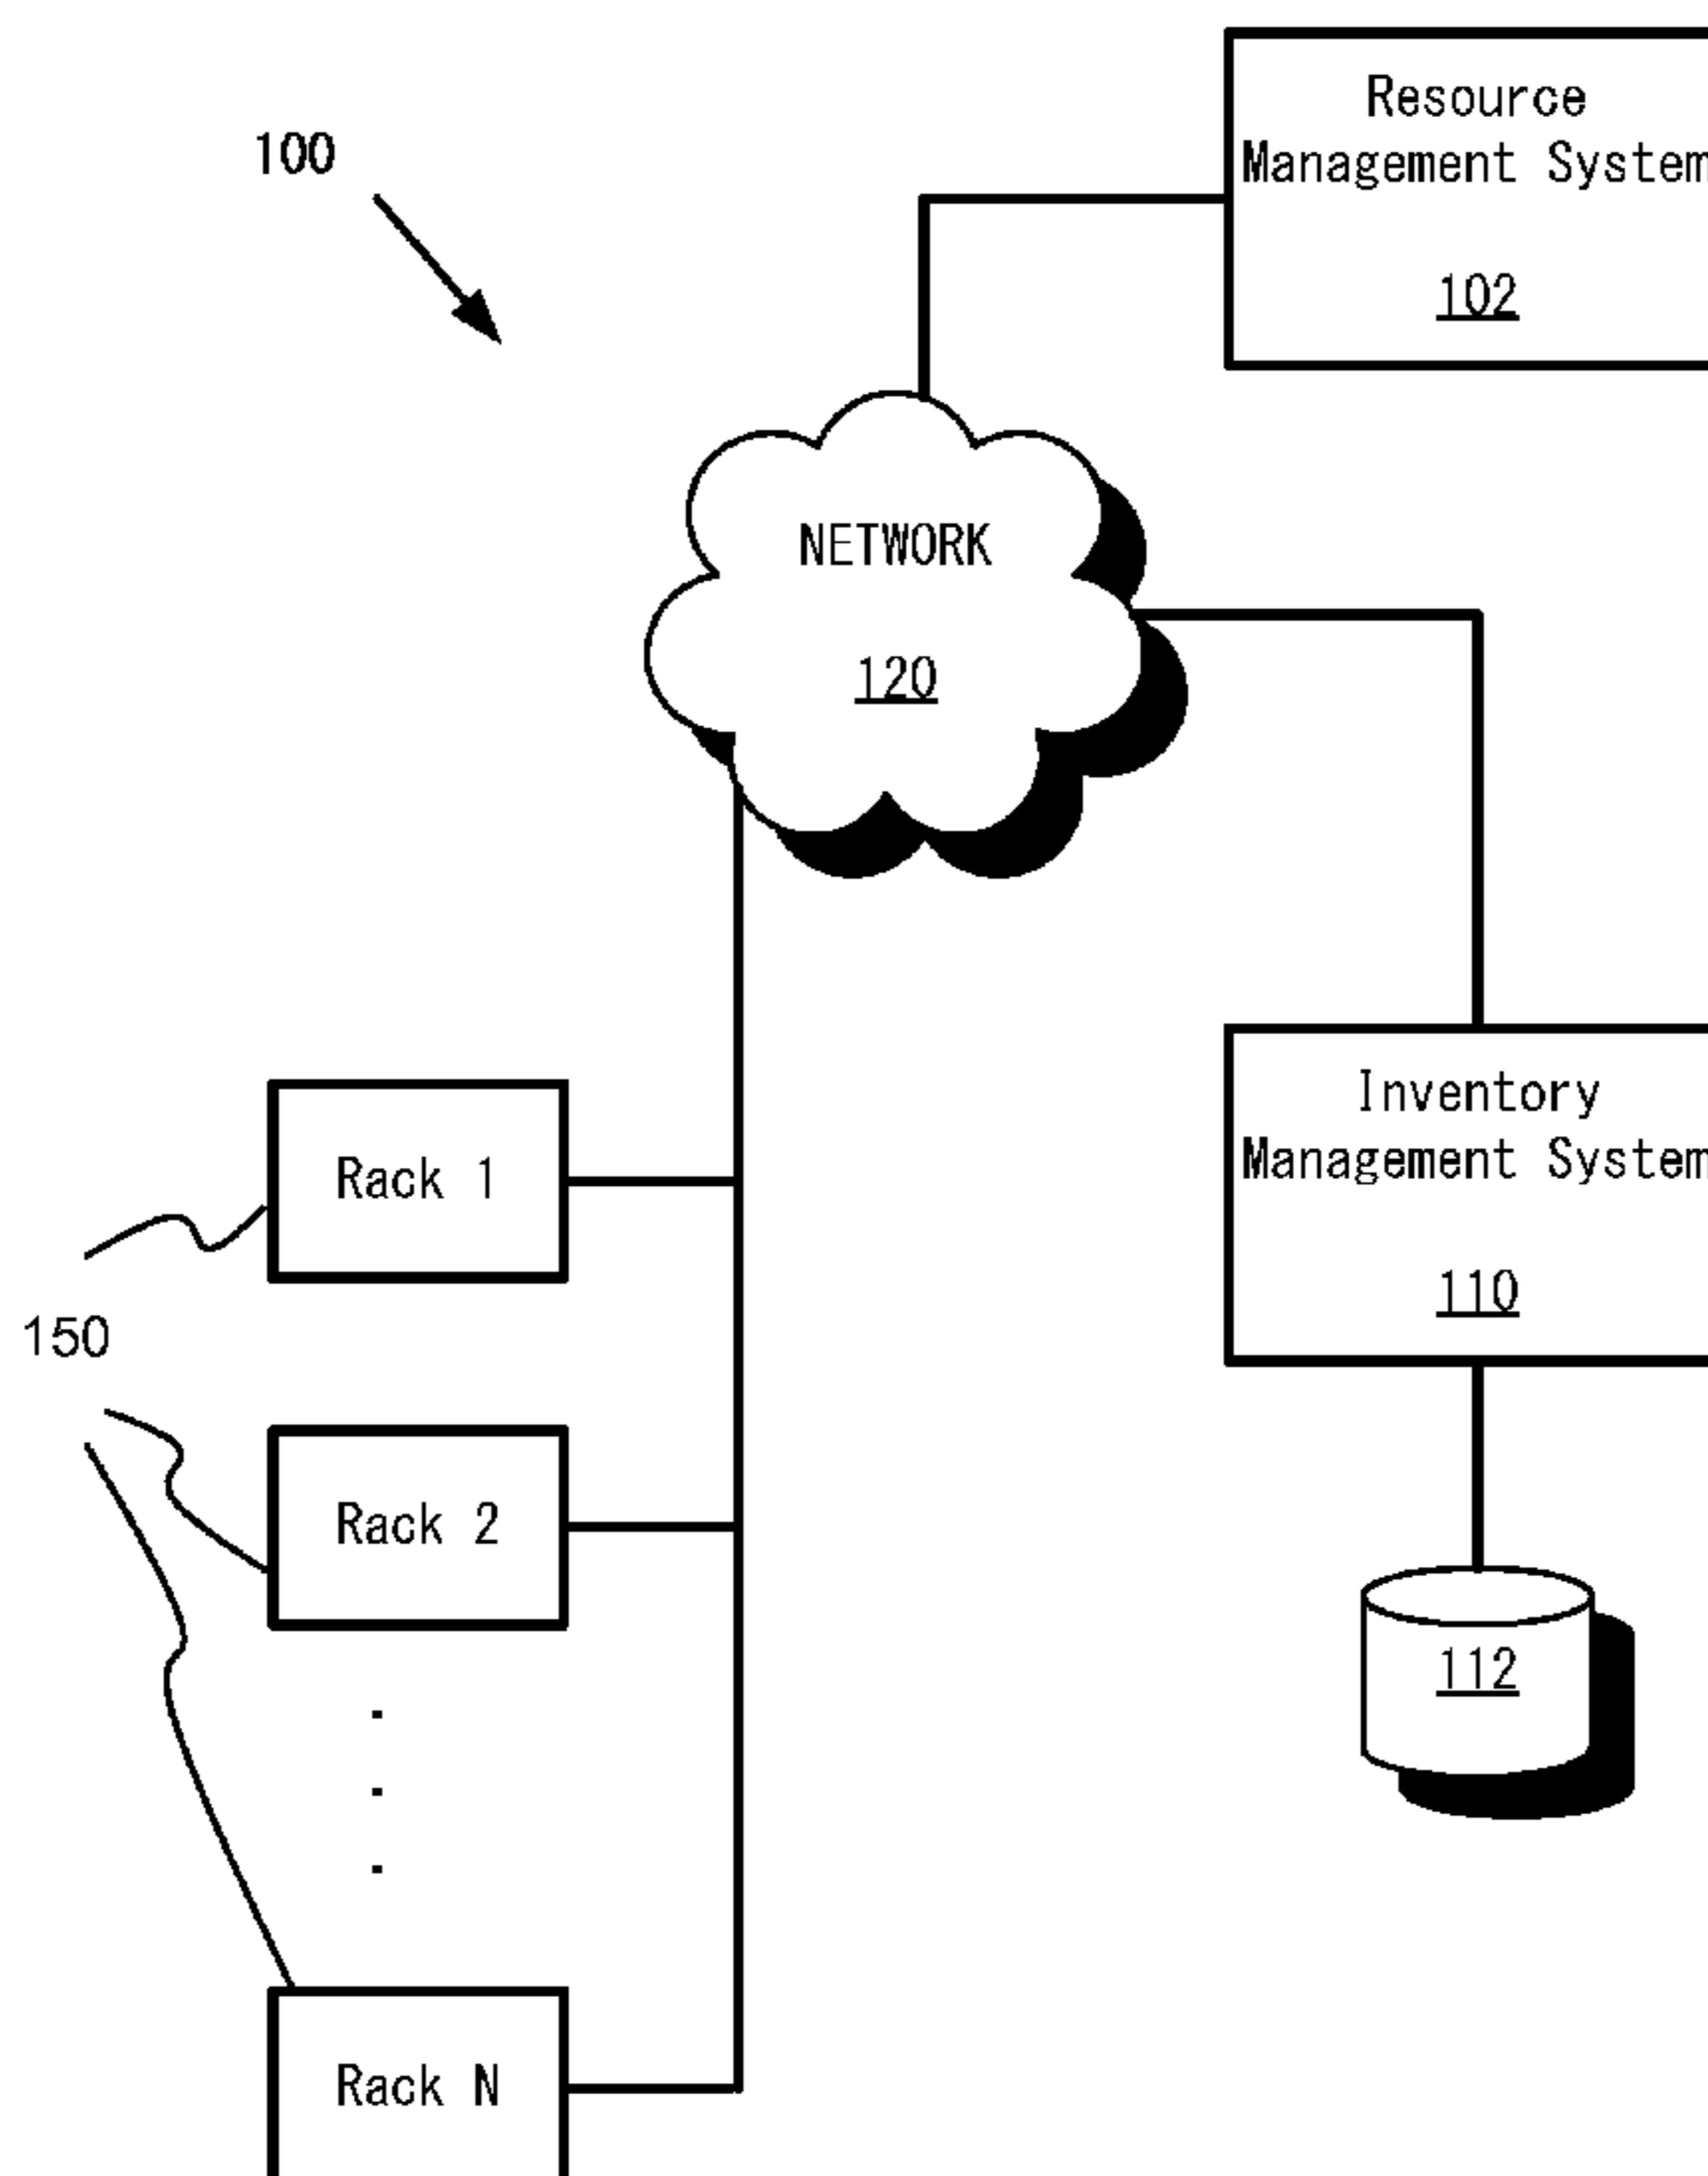 100
Resource
Management System
102
NETWORK
120
Inventory
Management System
110
112
150
Rack 1
Rack 2
Rack N